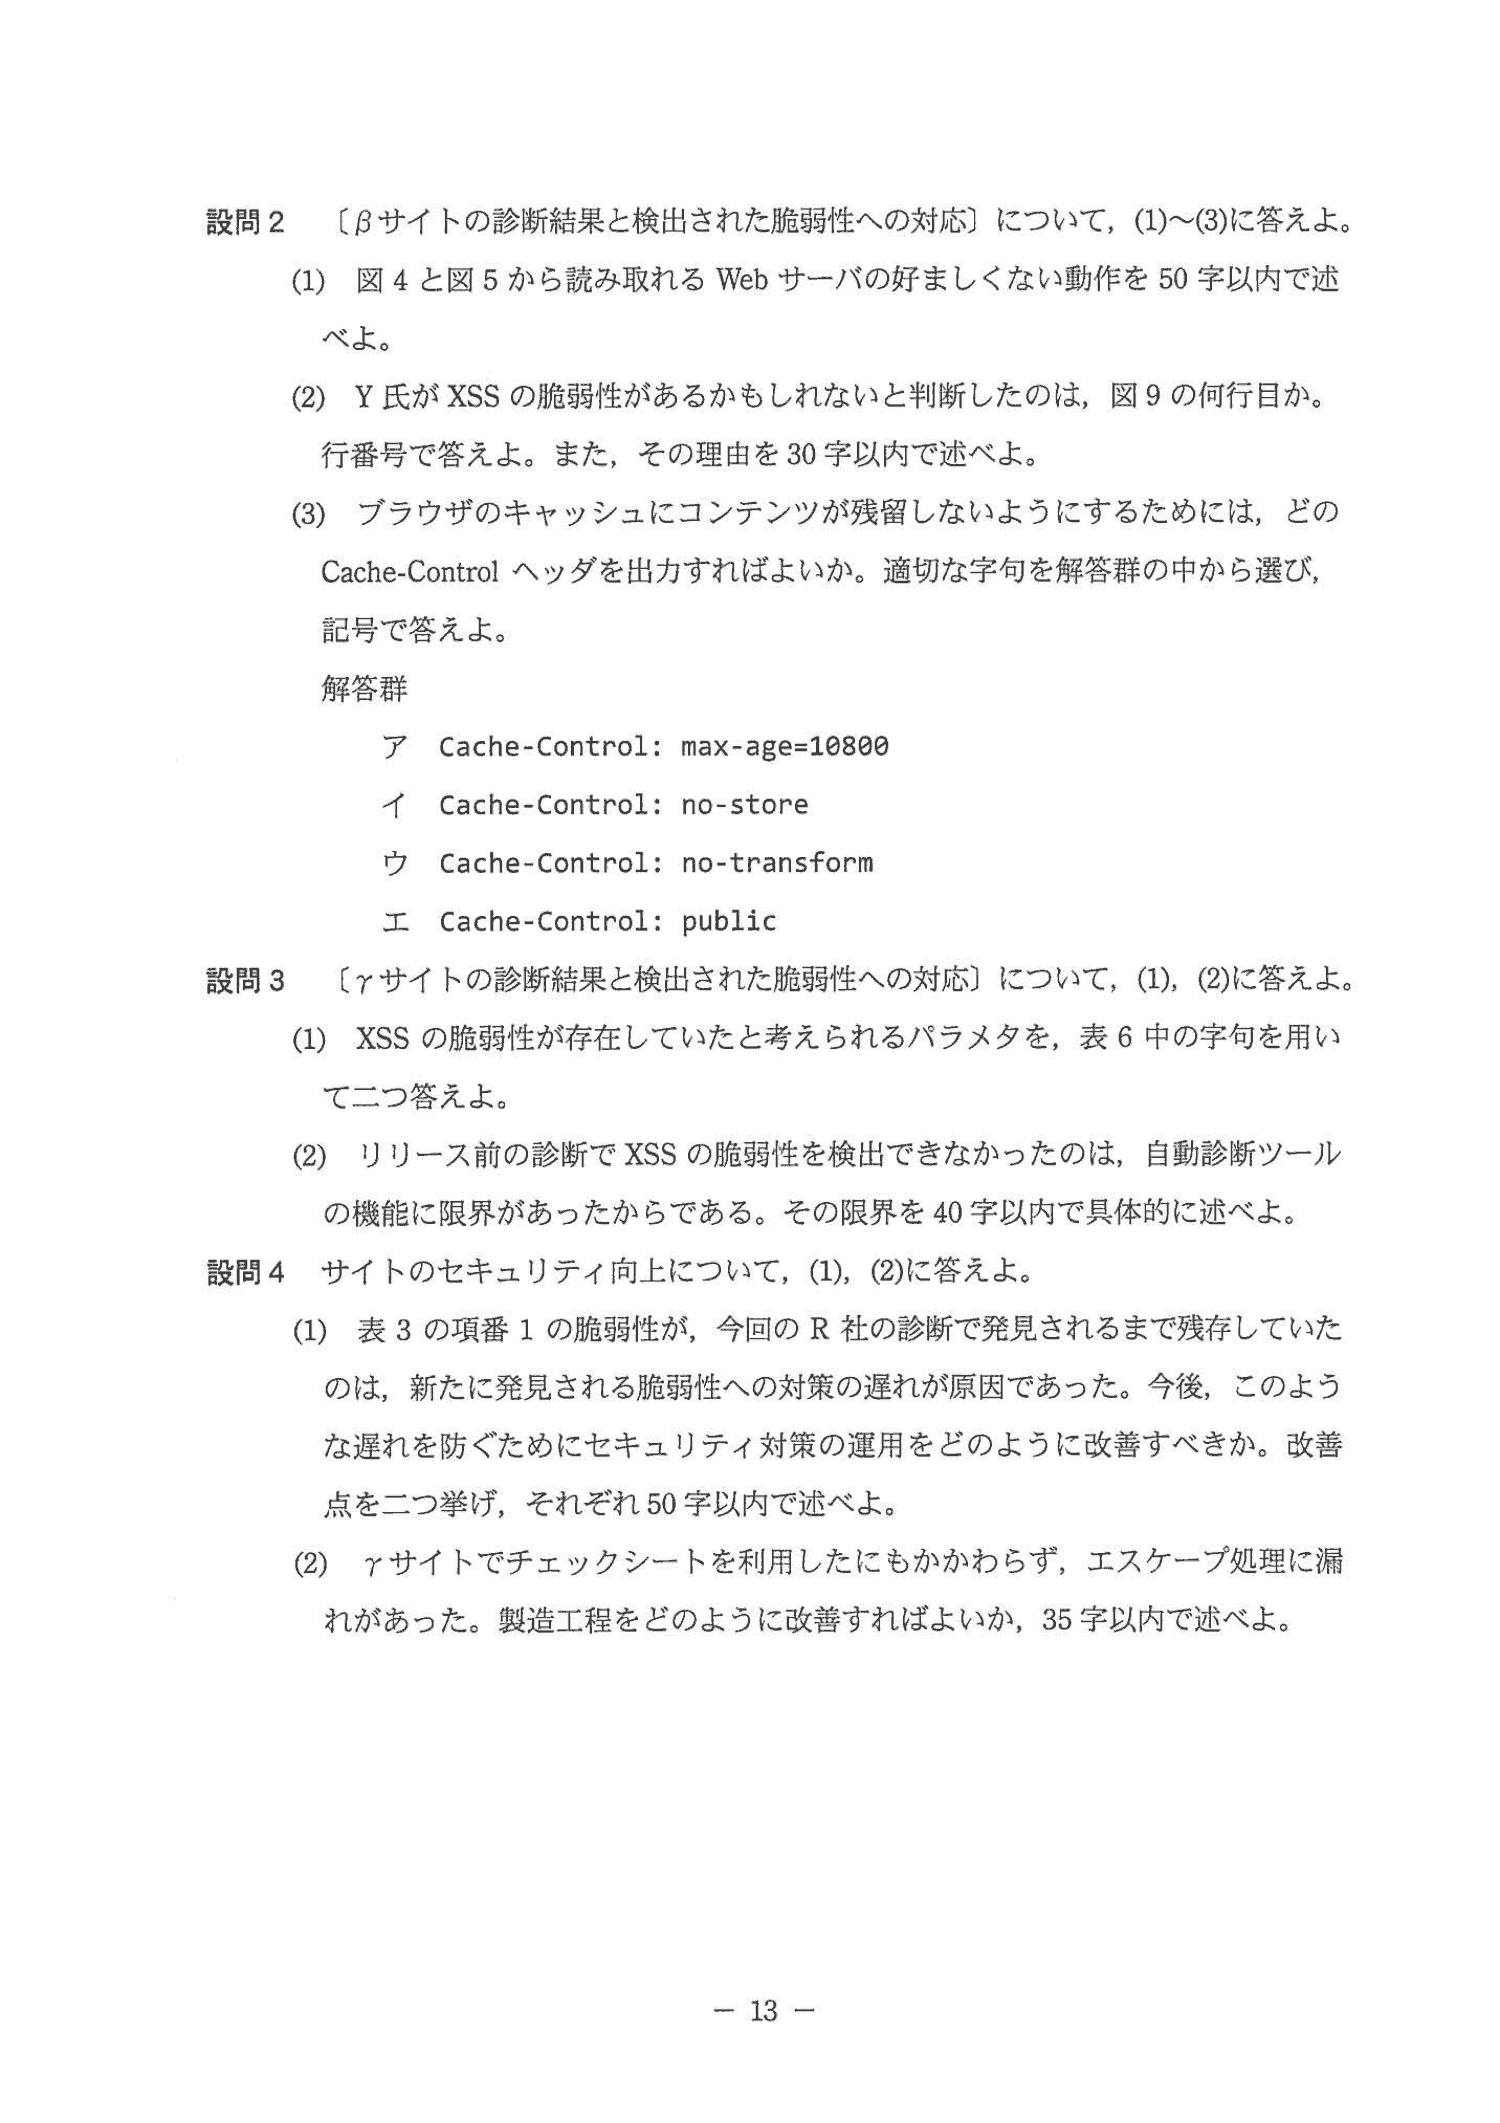 設問2 〔βサイトの診断結果と検出された脆弱性への対応〕について，(1)～(3)に答えよ。
(1) 図4と図5から読み取れるWebサーバの好ましくない動作を50字以内で述
べよ。
(2) Y氏がXSSの脆弱性があるかもしれないと判断したのは，図9の何行目か。
行番号で答えよ。また，その理由を30字以内で述べよ。
(3) ブラウザのキャッシュにコンテンツが残留しないようにするためには，どの
Cache-Control ヘッダを出力すればよいか。適切な字句を解答群の中から選び，
記号で答えよ。
解答群
ア Cache-Control: max-age=10800
イ Cache-Control: no-store
ウ Cache-Control: no-transform
エ Cache-Control: public
設問3 〔γサイトの診断結果と検出された脆弱性への対応〕について，(1)，(2)に答えよ。
(1) XSSの脆弱性が存在していたと考えられるパラメタを，表6中の字句を用い
て二つ答えよ。
(2) リリース前の診断でXSSの脆弱性を検出できなかったのは，自動診断ツール
の機能に限界があったからである。その限界を40字以内で具体的に述べよ。
設問4 サイトのセキュリティ向上について，(1)，(2)に答えよ。
(1) 表3の項番1の脆弱性が，今回のR社の診断で発見されるまで残存していた
のは，新たに発見される脆弱性への対策の遅れが原因であった。今後，このよう
な遅れを防ぐためにセキュリティ対策の運用をどのように改善すべきか。改善
点を二つ挙げ，それぞれ50字以内で述べよ。
(2) γサイトでチェックシートを利用したにもかかわらず，エスケープ処理に漏
れがあった。製造工程をどのように改善すればよいか，35字以内で述べよ。
－ 13 －